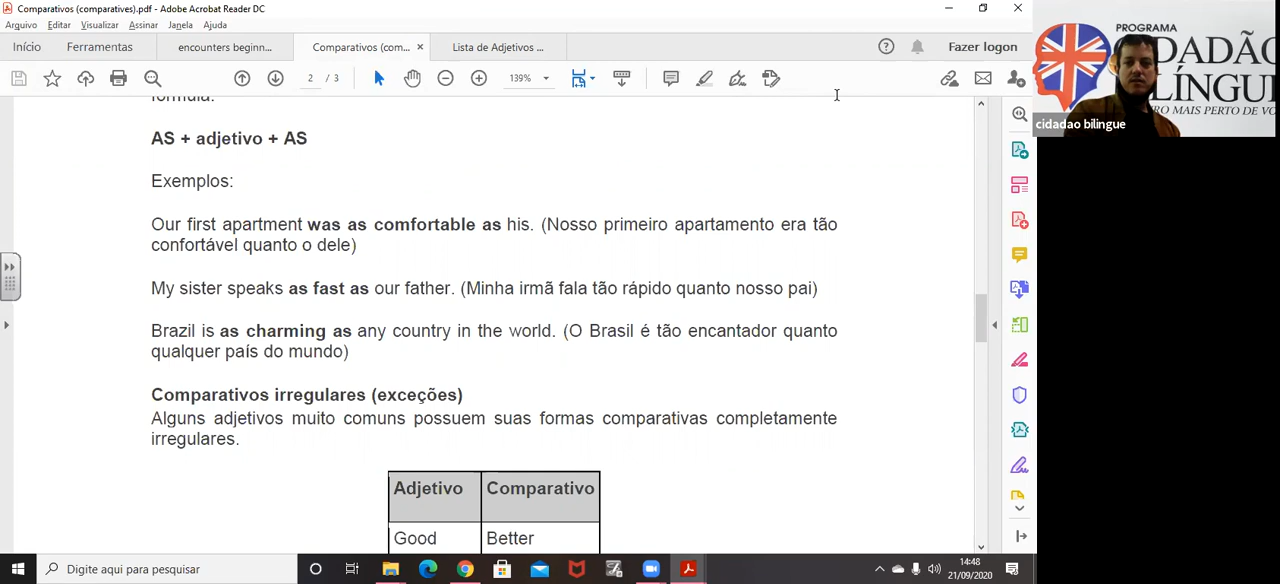 Comparativos (comparatives).pdf - Adobe Acrobat Reader DC
Arquivo Editar Visualizar Assinar Janela Ajuda
Início Ferramentas encounters beginn... Comparativos (com... × Lista de Adjetivos ... Fazer logon
2 / 3 139%
fórmula:
AS + adjetivo + AS
Exemplos:
Our first apartment was as comfortable as his. (Nosso primeiro apartamento era tão
confortável quanto o dele)
My sister speaks as fast as our father. (Minha irmã fala tão rápido quanto nosso pai)
Brazil is as charming as any country in the world. (O Brasil é tão encantador quanto
qualquer país do mundo)
Comparativos irregulares (exceções)
Alguns adjetivos muito comuns possuem suas formas comparativas completamente
irregulares.
Adjetivo Comparativo
Good Better
PROGRAMA
CIDADÃO
cidadao bilingue
Digite aqui para pesquisar
14:48
21/09/2020